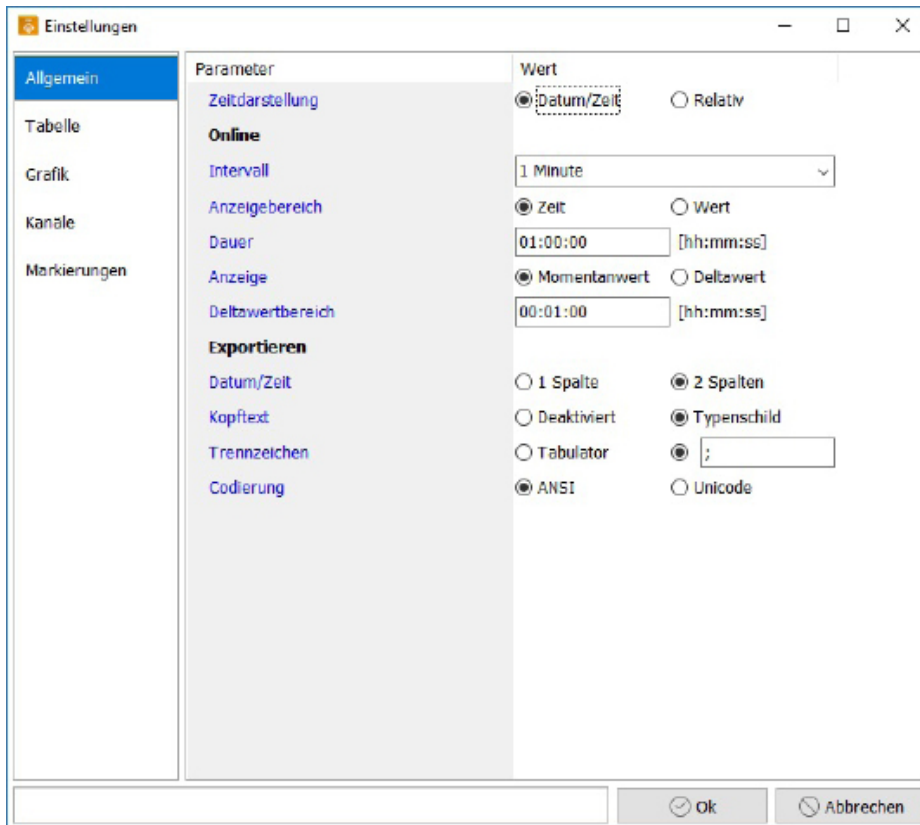 Einstellungen
Allgemein
Tabelle
Grafik
Kanäle
Markierungen
Parameter Wert
Zeitdarstellung Datum/Zeit Relativ
Online
Intervall 1 Minute
Anzeigebereich Zeit Wert
Dauer 01:00:00 [hh:mm:ss]
Anzeige Momentanwert Deltawert
Deltawertbereich 00:01:00 [hh:mm:ss]
Exportieren
Datum/Zeit 1 Spalte 2 Spalten
Kopftext Deaktiviert Typenschild
Trennzeichen Tabulator ;
Codierung ANSI Unicode
Ok Abbrechen